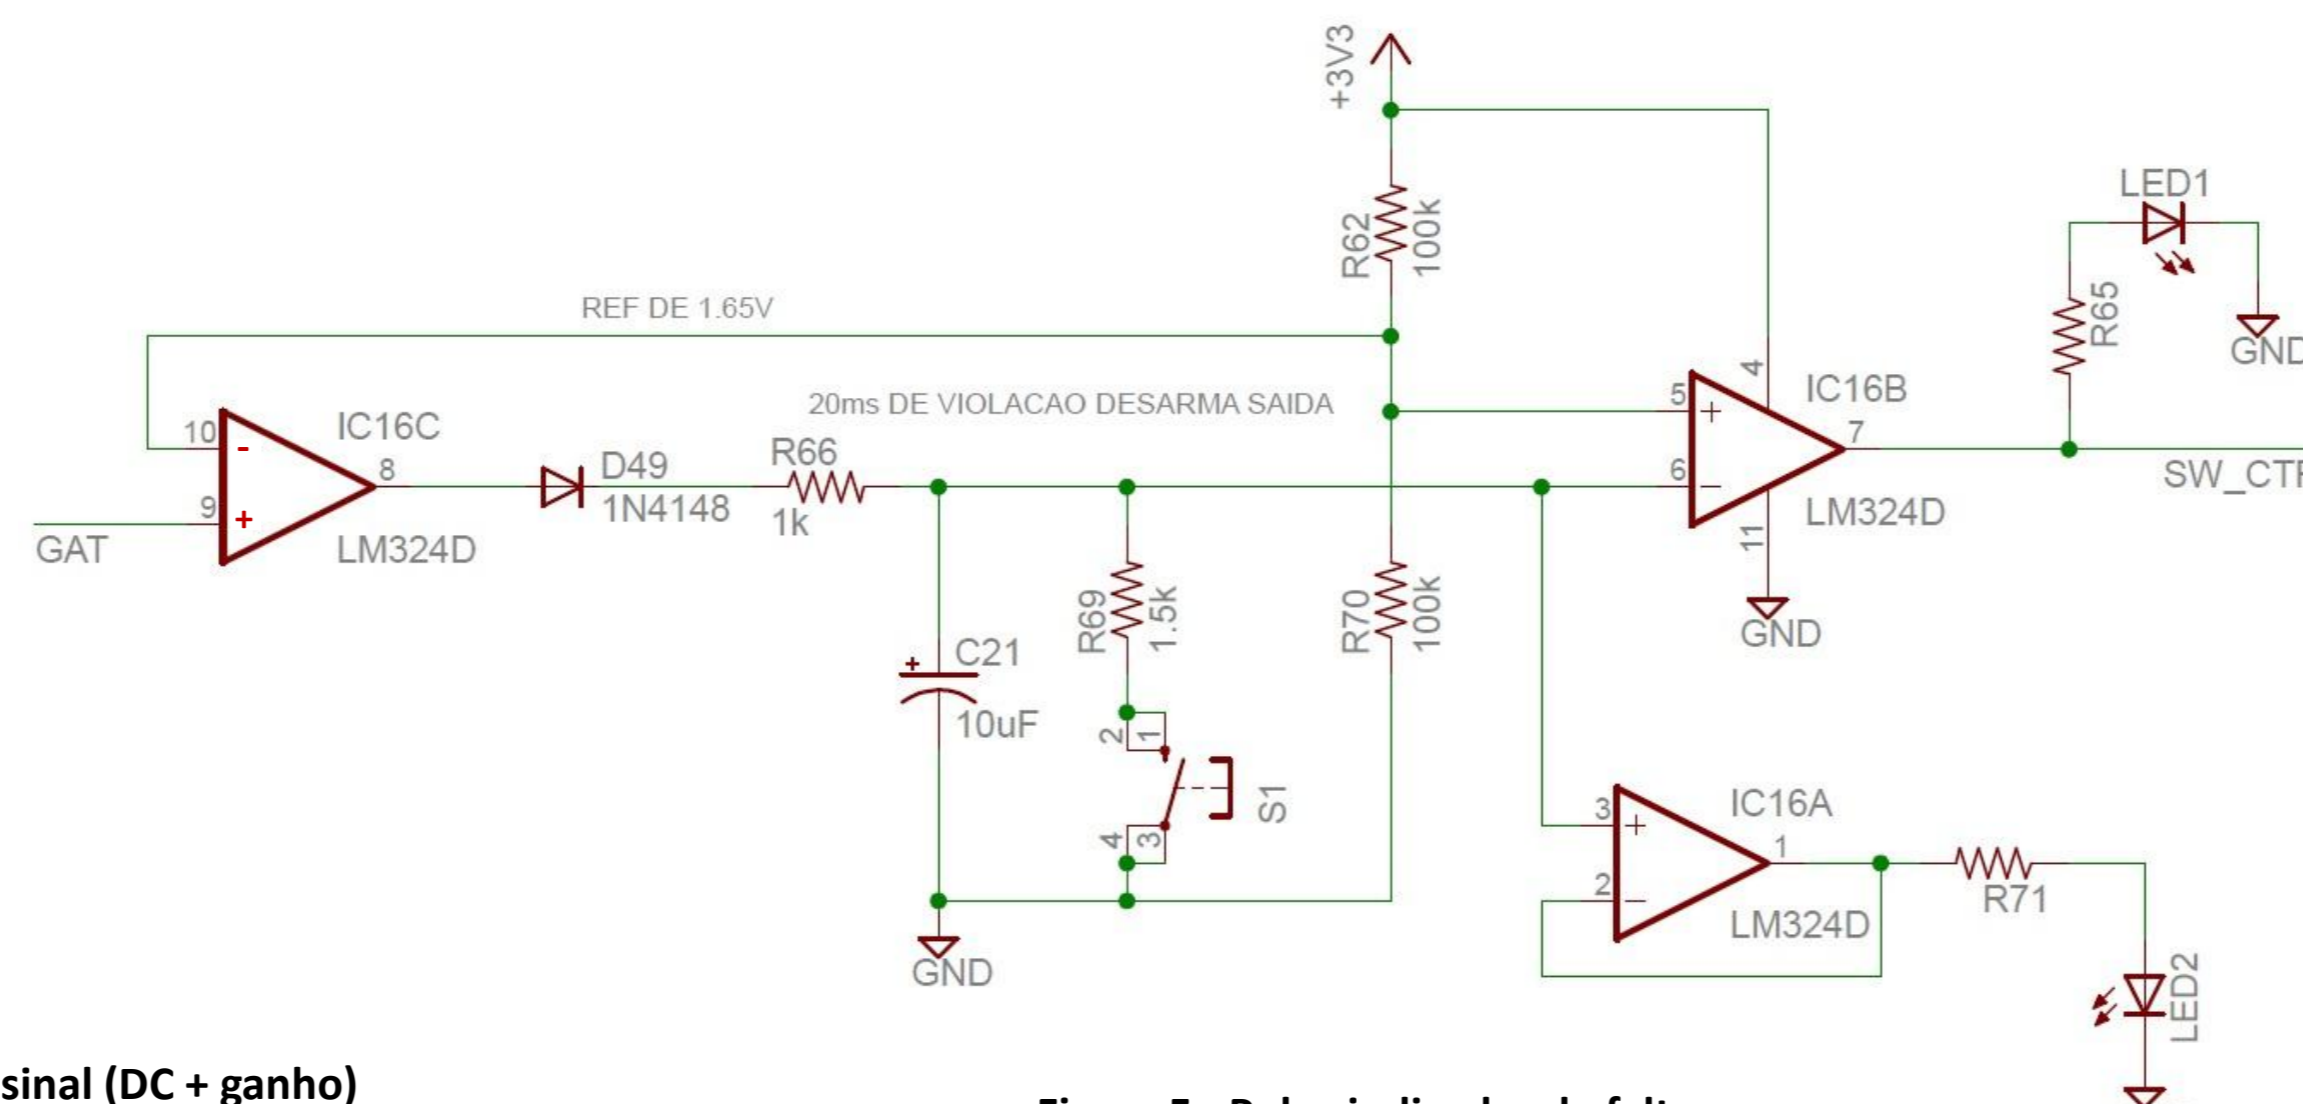 +3V3
LED1
R62
100k
R65
GND
REF DE 1.65V
4
IC16B
5
+
7
20ms DE VIOLACAO DESARMA SAIDA
10
-
IC16C
8
D49
1N4148
R66
1k
6
−
SW_CT
LM324D
11
9
+
GAT
LM324D
R69
1.5k
R70
100k
GND
C21
+
10uF
2
1
S1
4
3
3
+
IC16A
1
2
−
LM324D
R71
GND
LED2
sinal (DC + ganho)